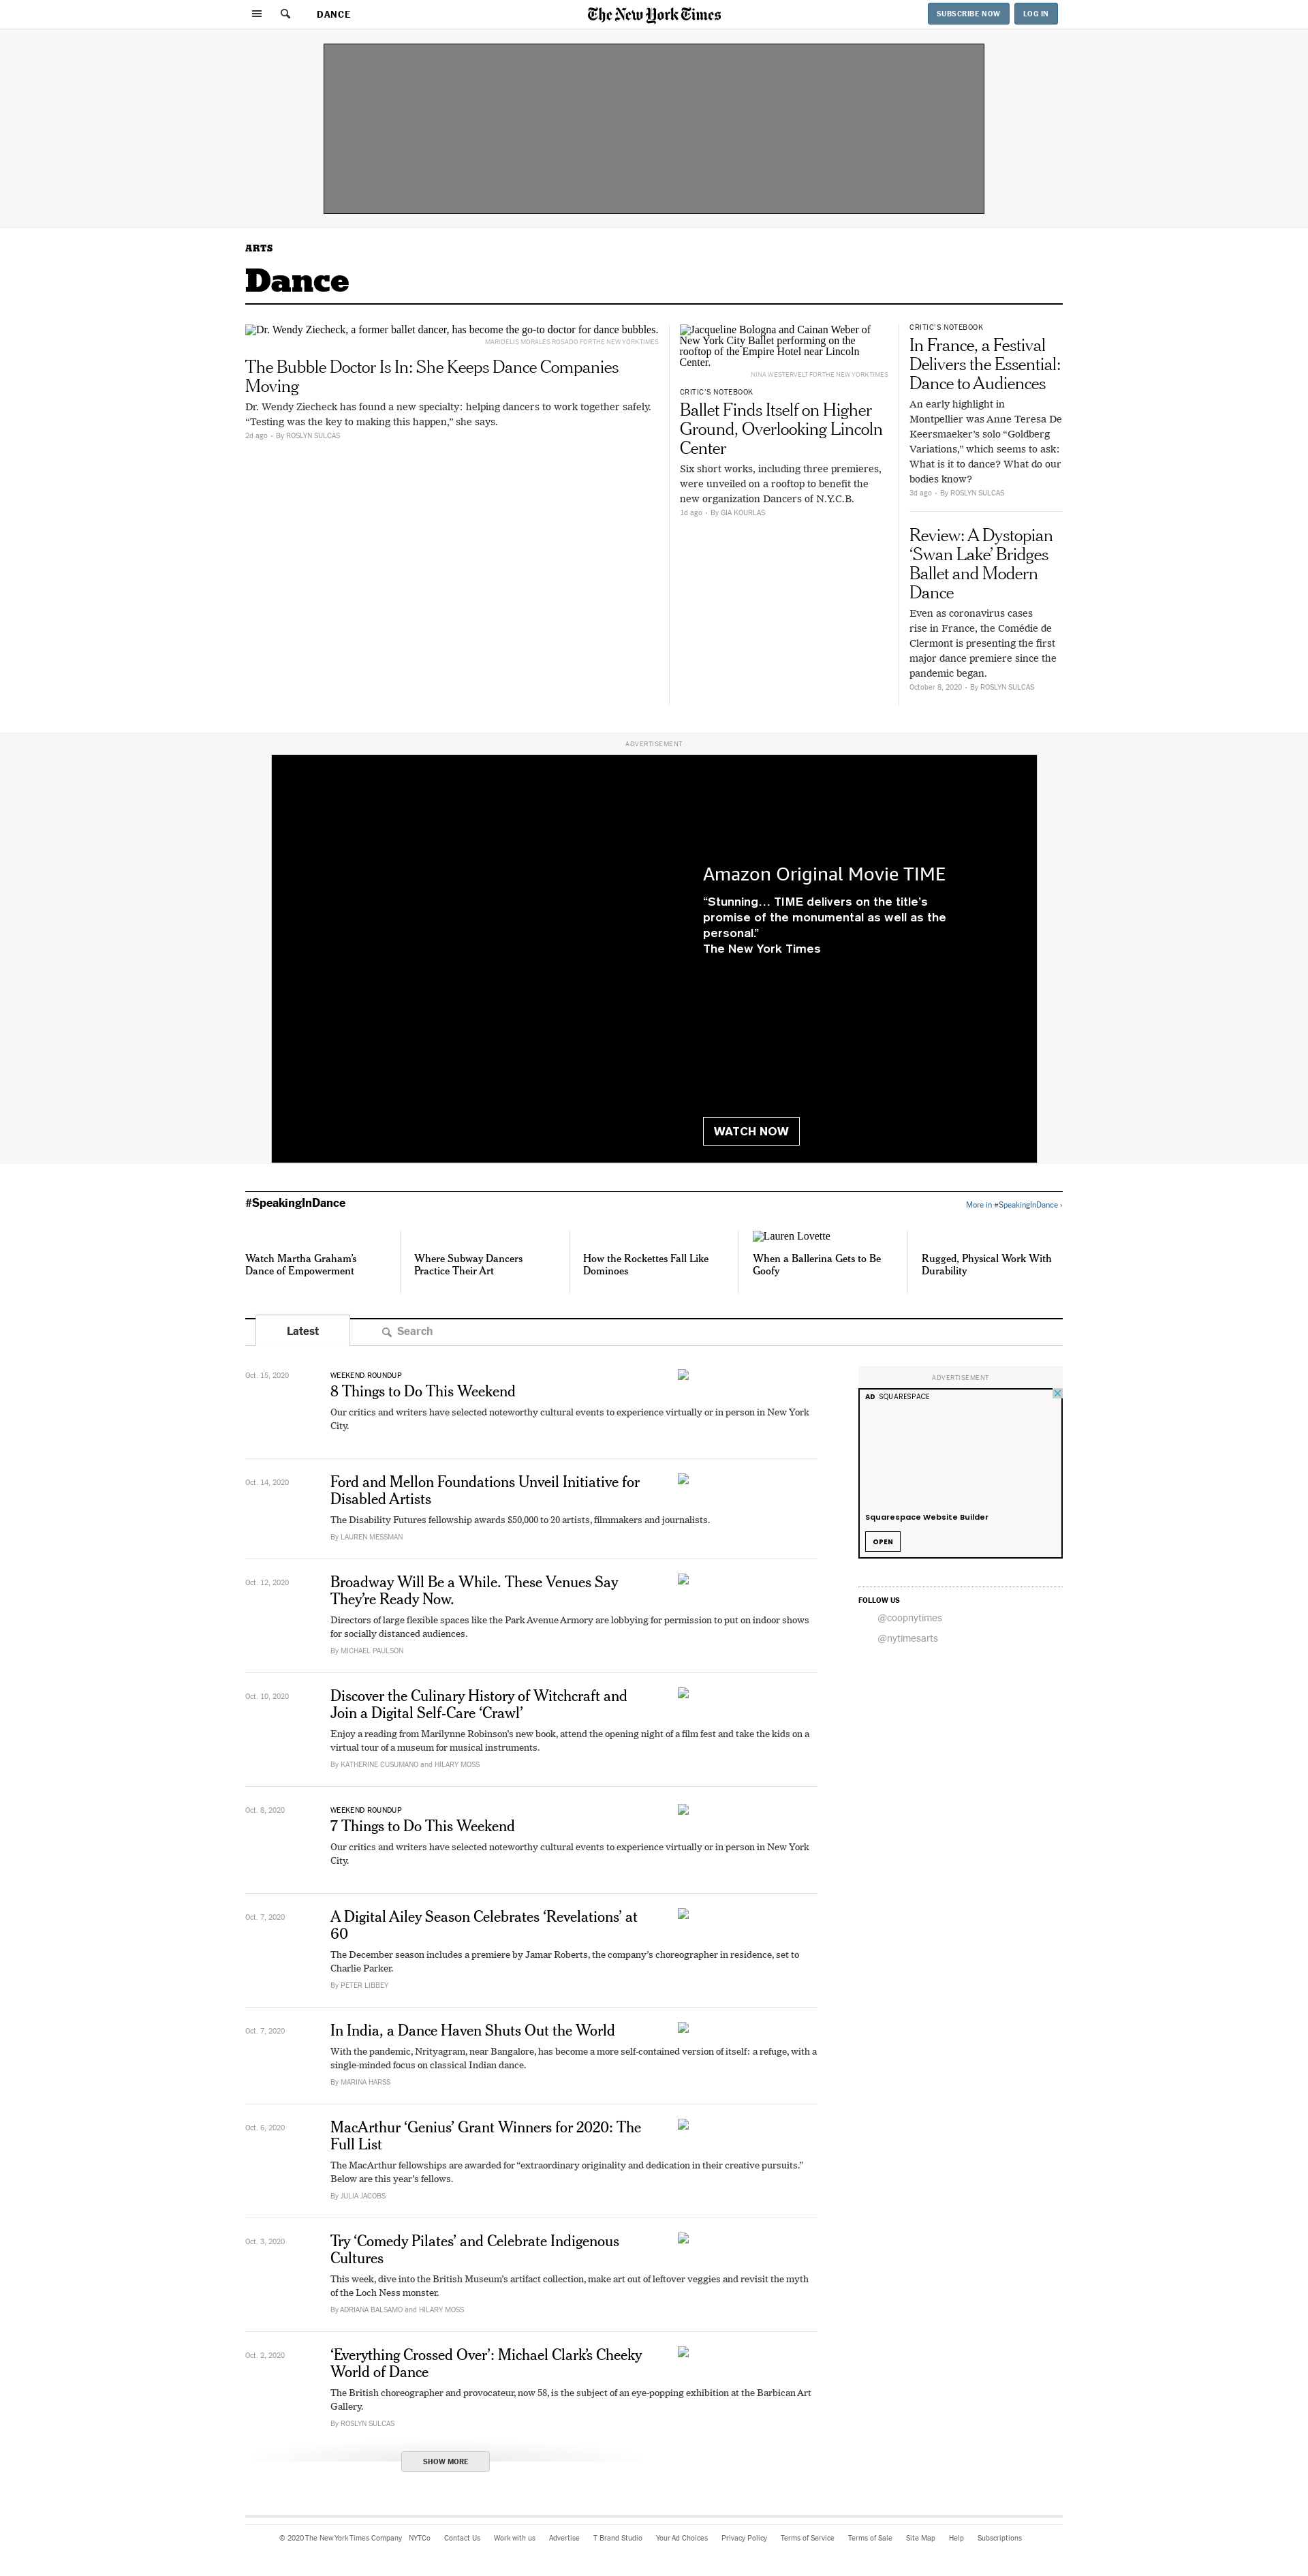 DANCE
The New York Times
SUBSCRIBE NOW
LOG IN
ARTS
Dance
Dr. Wendy Ziecheck, a former ballet dancer, has become the go-to doctor for dance bubbles.
MARIDELIS MORALES ROSADO FOR THE NEW YORK TIMES
The Bubble Doctor Is In: She Keeps Dance Companies
Moving
Dr. Wendy Ziecheck has found a new specialty: helping dancers to work together safely.
“Testing was the key to making this happen,” she says.
2d ago - By ROSLYN SULCAS
Jacqueline Bologna and Cainan Weber of
New York City Ballet performing on the
rooftop of the Empire Hotel near Lincoln
Center.
NINA WESTERVELT FOR THE NEW YORK TIMES
CRITIC’S NOTEBOOK
Ballet Finds Itself on Higher
Ground, Overlooking Lincoln
Center
Six short works, including three premieres,
were unveiled on a rooftop to benefit the
new organization Dancers of N.Y.C.B.
1d ago - By GIA KOURLAS
CRITIC’S NOTEBOOK
In France, a Festival
Delivers the Essential:
Dance to Audiences
An early highlight in
Montpellier was Anne Teresa De
Keersmaeker’s solo “Goldberg
Variations,” which seems to ask:
What is it to dance? What do our
bodies know?
3d ago - By ROSLYN SULCAS
Review: A Dystopian
‘Swan Lake’ Bridges
Ballet and Modern
Dance
Even as coronavirus cases
rise in France, the Comédie de
Clermont is presenting the first
major dance premiere since the
pandemic began.
October 8, 2020 - By ROSLYN SULCAS
ADVERTISEMENT
Amazon Original Movie TIME
“Stunning… TIME delivers on the title’s
promise of the monumental as well as the
personal.”
The New York Times
WATCH NOW
#SpeakingInDance
More in #SpeakingInDance ›
Watch Martha Graham’s
Dance of Empowerment
Where Subway Dancers
Practice Their Art
How the Rockettes Fall Like
Dominoes
Lauren Lovette
When a Ballerina Gets to Be
Goofy
Rugged, Physical Work With
Durability
Latest
Search
Oct. 15, 2020
WEEKEND ROUNDUP
8 Things to Do This Weekend
Our critics and writers have selected noteworthy cultural events to experience virtually or in person in New York
City.
Oct. 14, 2020
Ford and Mellon Foundations Unveil Initiative for
Disabled Artists
The Disability Futures fellowship awards $50,000 to 20 artists, filmmakers and journalists.
By LAUREN MESSMAN
Oct. 12, 2020
Broadway Will Be a While. These Venues Say
They’re Ready Now.
Directors of large flexible spaces like the Park Avenue Armory are lobbying for permission to put on indoor shows
for socially distanced audiences.
By MICHAEL PAULSON
Oct. 10, 2020
Discover the Culinary History of Witchcraft and
Join a Digital Self-Care ‘Crawl’
Enjoy a reading from Marilynne Robinson’s new book, attend the opening night of a film fest and take the kids on a
virtual tour of a museum for musical instruments.
By KATHERINE CUSUMANO and HILARY MOSS
Oct. 8, 2020
WEEKEND ROUNDUP
7 Things to Do This Weekend
Our critics and writers have selected noteworthy cultural events to experience virtually or in person in New York
City.
Oct. 7, 2020
A Digital Ailey Season Celebrates ‘Revelations’ at
60
The December season includes a premiere by Jamar Roberts, the company’s choreographer in residence, set to
Charlie Parker.
By PETER LIBBEY
Oct. 7, 2020
In India, a Dance Haven Shuts Out the World
With the pandemic, Nrityagram, near Bangalore, has become a more self-contained version of itself: a refuge, with a
single-minded focus on classical Indian dance.
By MARINA HARSS
Oct. 6, 2020
MacArthur ‘Genius’ Grant Winners for 2020: The
Full List
The MacArthur fellowships are awarded for “extraordinary originality and dedication in their creative pursuits.”
Below are this year’s fellows.
By JULIA JACOBS
Oct. 3, 2020
Try ‘Comedy Pilates’ and Celebrate Indigenous
Cultures
This week, dive into the British Museum’s artifact collection, make art out of leftover veggies and revisit the myth
of the Loch Ness monster.
By ADRIANA BALSAMO and HILARY MOSS
Oct. 2, 2020
‘Everything Crossed Over’: Michael Clark’s Cheeky
World of Dance
The British choreographer and provocateur, now 58, is the subject of an eye-popping exhibition at the Barbican Art
Gallery.
By ROSLYN SULCAS
SHOW MORE
ADVERTISEMENT
AD SQUARESPACE
Squarespace Website Builder
OPEN
FOLLOW US
@coopnytimes
@nytimesarts
© 2020 The New York Times Company NYTCo Contact Us Work with us Advertise T Brand Studio Your Ad Choices Privacy Policy Terms of Service Terms of Sale Site Map Help Subscriptions